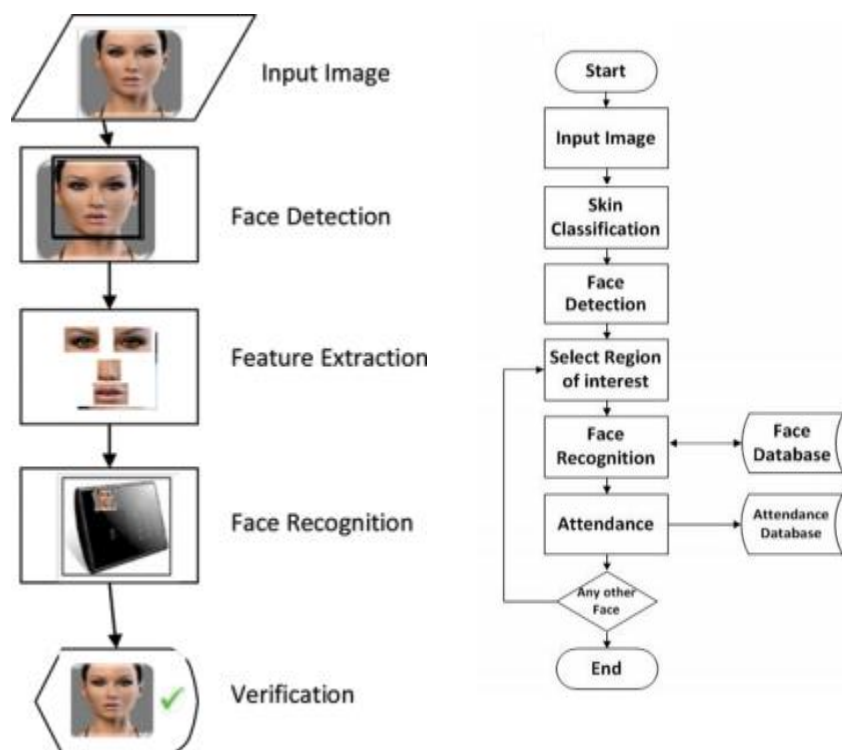 Input Image
Face Detection
Feature Extraction
Face Recognition
Verification
Start
Input Image
Skin
Classification
Face
Detection
Select Region
of interest
Face
Recognition
Face
Database
Attendance
Attendance
Database
Any other
Face
End